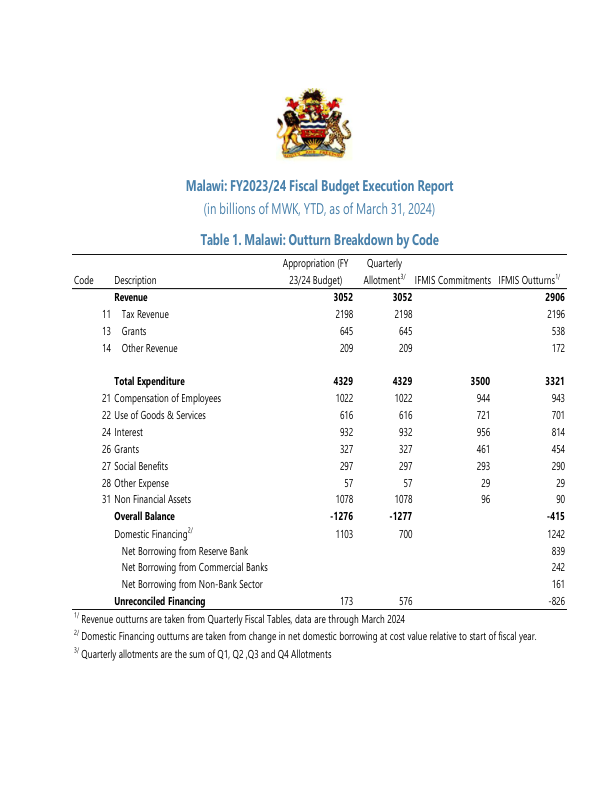 Malawi: FY2023/24 Fiscal Budget Execution Report
(in billions of MWK, YTD, as of March 31, 2024)
Table 1. Malawi: Outturn Breakdown by Code
Code Description Appropriation (FY 23/24 Budget) Quarterly Allotment3/ IFMIS Commitments IFMIS Outturns1/
Revenue 3052 3052 2906
11 Tax Revenue 2198 2198 2196
13 Grants 645 645 538
14 Other Revenue 209 209 172
Total Expenditure 4329 4329 3500 3321
21 Compensation of Employees 1022 1022 944 943
22 Use of Goods & Services 616 616 721 701
24 Interest 932 932 956 814
26 Grants 327 327 461 454
27 Social Benefits 297 297 293 290
28 Other Expense 57 57 29 29
31 Non Financial Assets 1078 1078 96 90
Overall Balance -1276 -1277 -415
Domestic Financing2/ 1103 700 1242
Net Borrowing from Reserve Bank 839
Net Borrowing from Commercial Banks 242
Net Borrowing from Non-Bank Sector 161
Unreconciled Financing 173 576 -826
1/ Revenue outturns are taken from Quarterly Fiscal Tables, data are through March 2024
2/ Domestic Financing outturns are taken from change in net domestic borrowing at cost value relative to start of fiscal year.
3/ Quarterly allotments are the sum of Q1, Q2 ,Q3 and Q4 Allotments